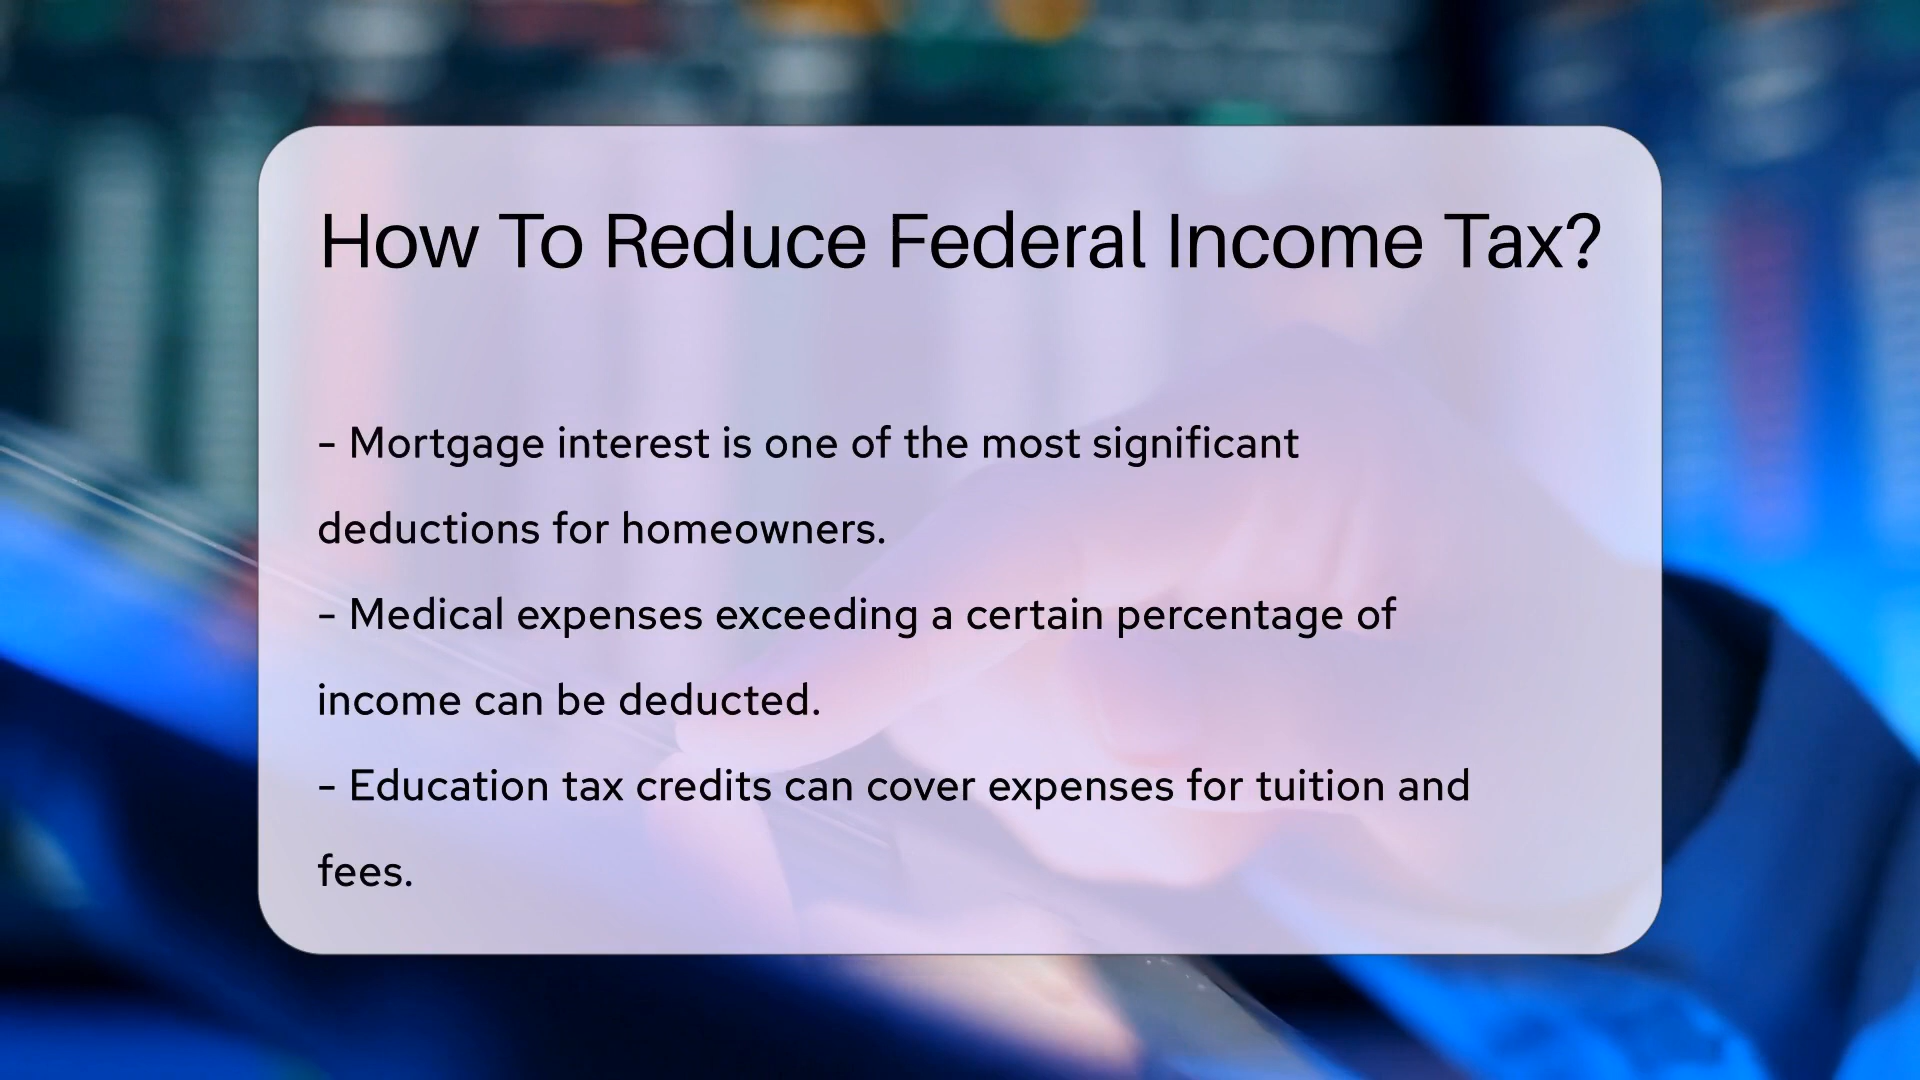 How To Reduce Federal Income Tax?
- Mortgage interest is one of the most significant
deductions for homeowners.
- Medical expenses exceeding a certain percentage of
income can be deducted.
- Education tax credits can cover expenses for tuition and
fees.